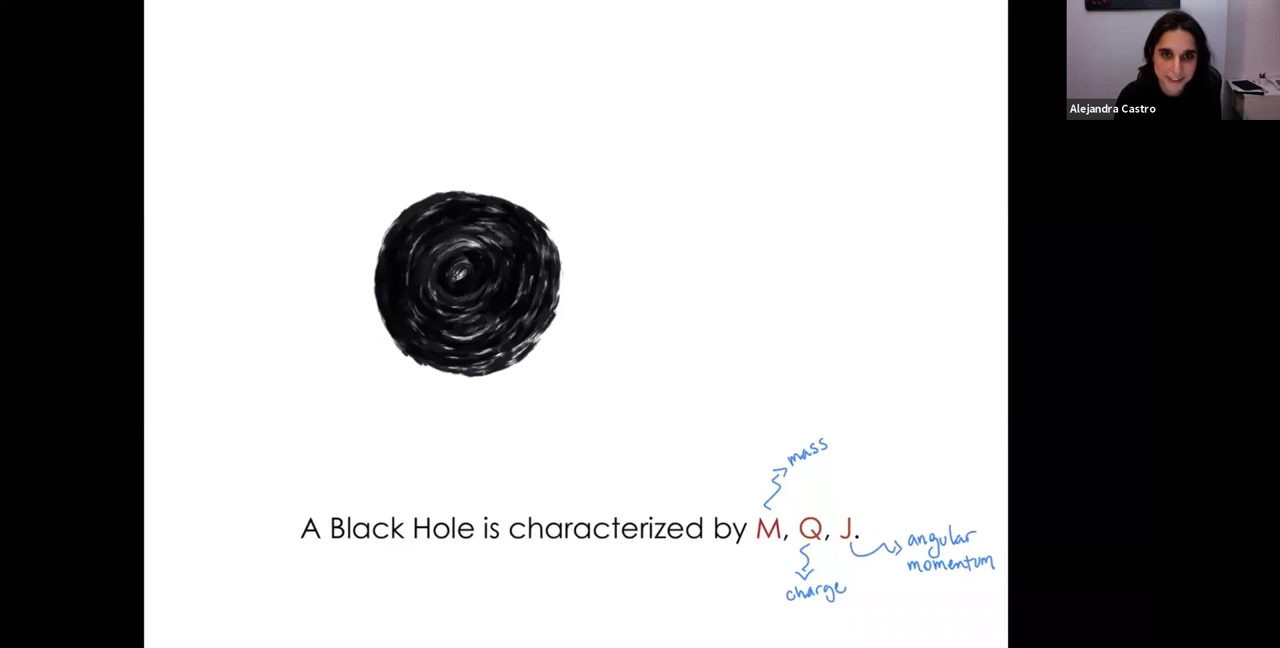 Alejandra Castro
mass
A Black Hole is characterized by M, Q, J.
angular
momentum
charge